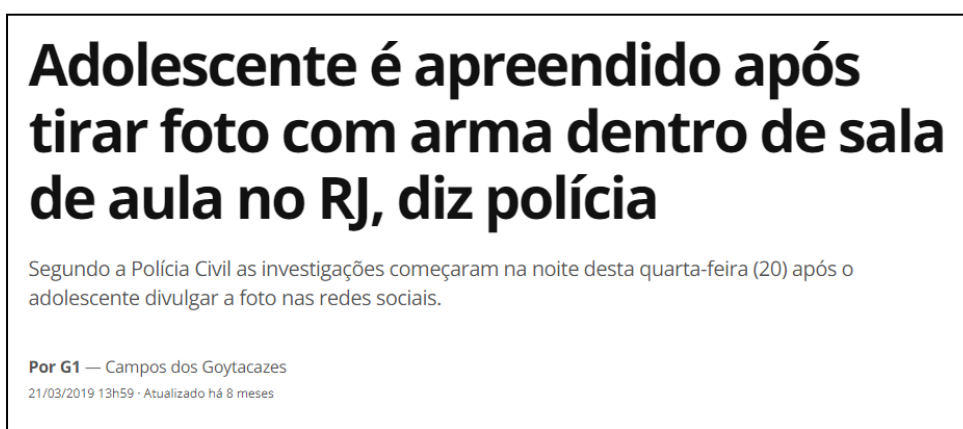 Adolescente é apreendido após
tirar foto com arma dentro de sala
de aula no RJ, diz polícia
Segundo a Polícia Civil as investigações começaram na noite desta quarta-feira (20) após o
adolescente divulgar a foto nas redes sociais.
Por G1 — Campos dos Goytacazes
21/03/2019 13h59 · Atualizado há 8 meses